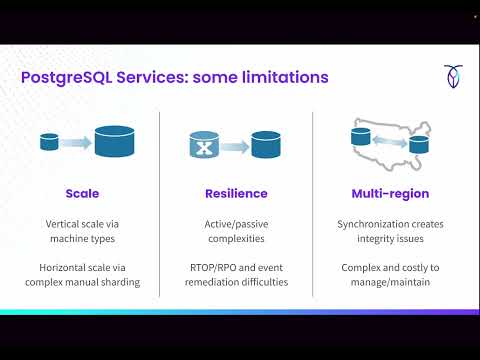 PostgreSQL Services: some limitations
X
Scale
Vertical scale via
machine types
Horizontal scale via
complex manual sharding
Resilience
Active/passive
complexities
RTOP/RPO and event
remediation difficulties
Multi-region
Synchronization creates
integrity issues
Complex and costly to
manage/maintain